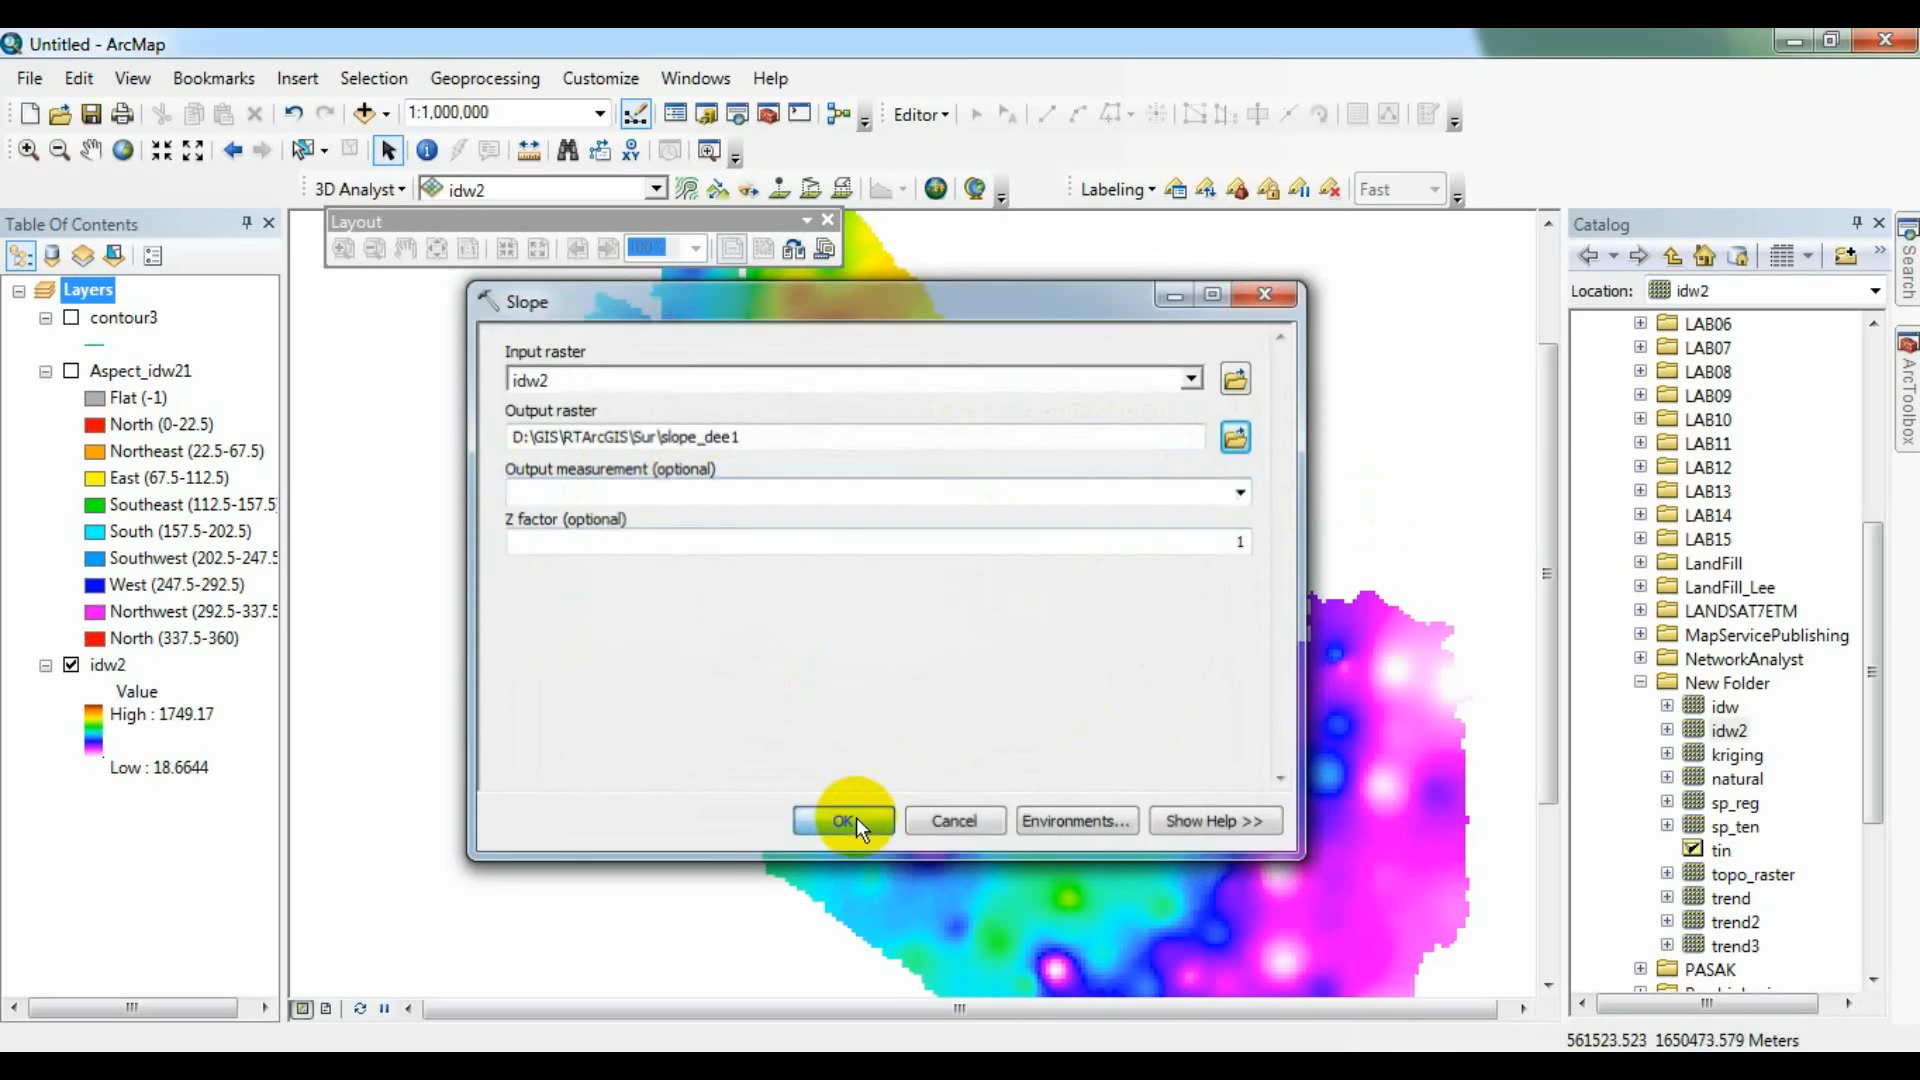 Untitled - ArcMap
File Edit View Bookmarks Insert Selection Geoprocessing Customize Windows Help
1:1,000,000
Editor
XY
3D Analyst
idw2
Labeling
Fast
Table Of Contents
Layers
contour3
Aspect_idw21
Flat (-1)
North (0-22.5)
Northeast (22.5-67.5)
East (67.5-112.5)
Southeast (112.5-157.5
South (157.5-202.5)
Southwest (202.5-247.5
West (247.5-292.5)
Northwest (292.5-337.5
North (337.5-360)
idw2
Value
High : 1749.17
Low : 18.6644
Layout
100%
Slope
Input raster
idw2
Output raster
D:\GIS\RTArcGIS\Sur\slope_dee1
Output measurement (optional)
Z factor (optional)
1
OK
Cancel
Environments...
Show Help >>
Catalog
Location:
idw2
LAB06
LAB07
LAB08
LAB09
LAB10
LAB11
LAB12
LAB13
LAB14
LAB15
LandFill
LandFill_Lee
LANDSAT7ETM
MapServicePublishing
NetworkAnalyst
New Folder
idw
idw2
kriging
natural
sp_reg
sp_ten
tin
topo_raster
trend
trend2
trend3
PASAK
Search
ArcToolbox
561523.523 1650473.579 Meters